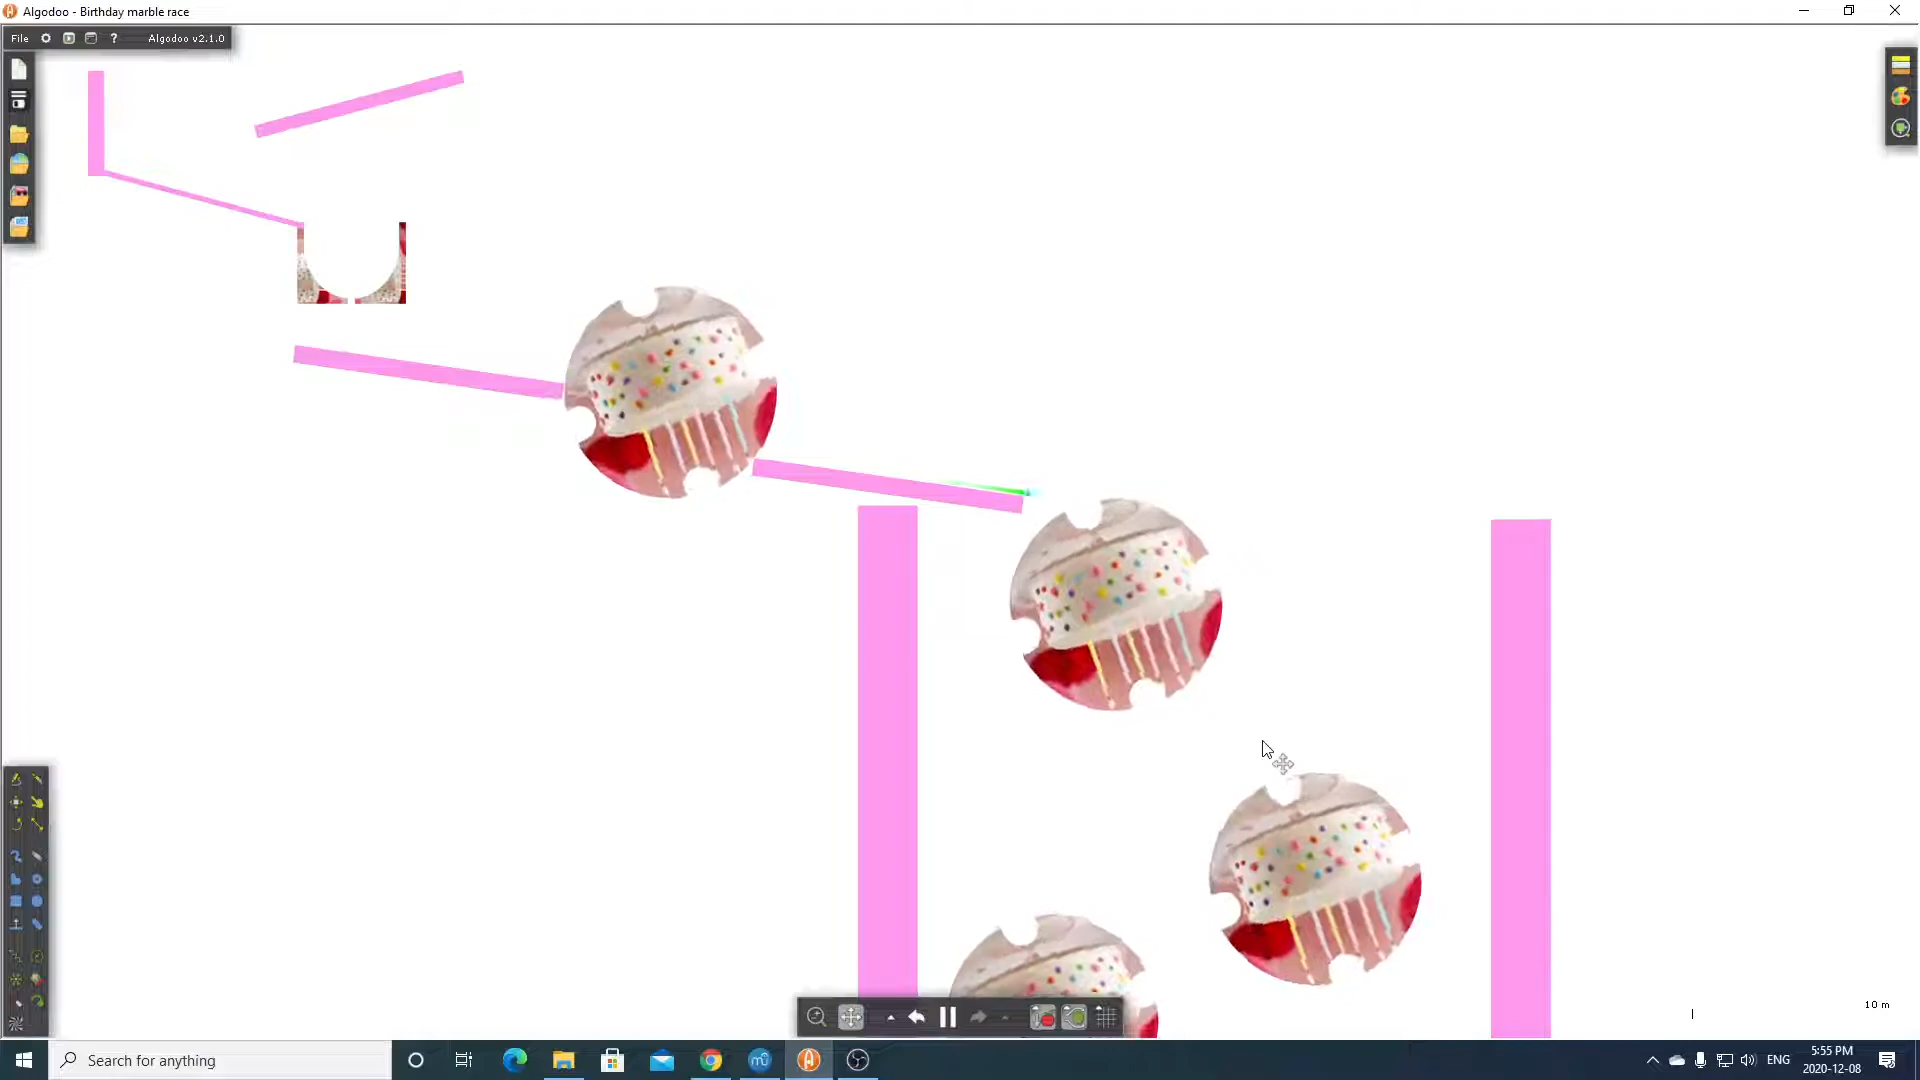 Algodoo - Birthday marble race
File ? Algodoo v2.1.0
10 m
Search for anything
ENG
5:55 PM
2020-12-08